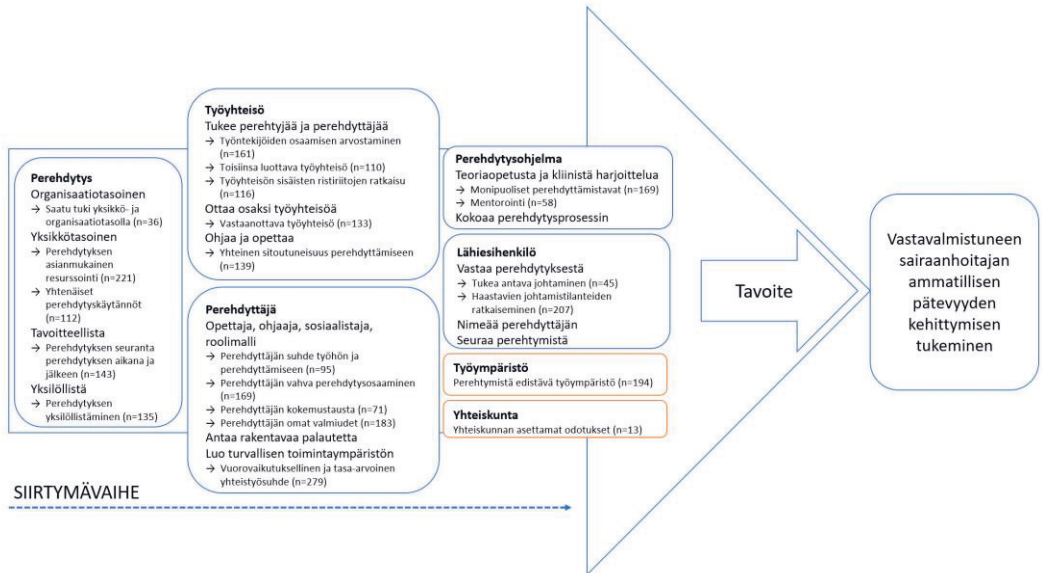 Perehdytys
Organisaatiotasoinen
→ Saatu tuki yksikkö- ja
organisaatiotasolla (n=36)
Yksikkötasoinen
→ Perehdytyksen
asianmukainen
resurssointi (n=221)
→ Yhtenäiset
perehdytyskäytännöt
(n=112)
Tavoitteellista
→ Perehdytyksen seuranta
perehdytyksen aikana ja
jälkeen (n=143)
Yksilöllistä
→ Perehdytyksen
yksilöllistäminen (n=135)
Työyhteisö
Tukee perehtyjää ja perehdyttäjää
→ Työntekijöiden osaamisen arvostaminen
(n=161)
→ Toisiinsa luottava työyhteisö (n=110)
→ Työyhteisön sisäisten ristiriitojen ratkaisu
(n=116)
Ottaa osaksi työyhteisöä
→ Vastaanottava työyhteisö (n=133)
Ohjaa ja opettaa
→ Yhteinen sitoutuneisuus perehdyttämiseen
(n=139)
Perehdyttäjä
Opettaja, ohjaaja, sosiaalistaja,
roolimalli
→ Perehdyttäjän suhde työhön ja
perehdyttämiseen (n=95)
→ Perehdyttäjän vahva perehdytysosaaminen
(n=169)
→ Perehdyttäjän kokemustausta (n=71)
→ Perehdyttäjän omat valmiudet (n=183)
Antaa rakentavaa palautetta
Luo turvallisen toimintaympäristön
→ Vuorovaikutuksellinen ja tasa-arvoinen
yhteistyösuhde (n=279)
Perehdytysohjelma
Teoriaopetusta ja kliinistä harjoittelua
→ Monipuoliset perehdyttämistavat (n=169)
→ Mentorointi (n=58)
Kokoaa perehdytysprosessin
Lähiesihenkilö
Vastaa perehdytyksestä
→ Tukea antava johtaminen (n=45)
→ Haastavien johtamistilanteiden
ratkaiseminen (n=207)
Nimeää perehdyttäjän
Seuraa perehtymistä
Työympäristö
Perehtymistä edistävä työympäristö (n=194)
Yhteiskunta
Yhteiskunnan asettamat odotukset (n=13)
SIIRTYMÄVAIHE
Tavoite
Vastavalmistuneen
sairaanhoitajan
ammatillisen
pätevyyden
kehittymisen
tukeminen